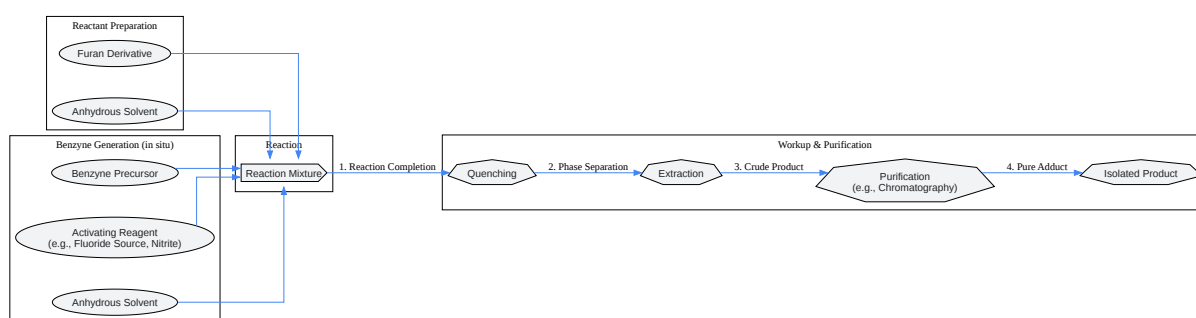 Reactant Preparation
Furan Derivative
Anhydrous Solvent
Benzyne Generation (in situ)
Benzyne Precursor
Activating Reagent
(e.g., Fluoride Source, Nitrite)
Anhydrous Solvent
Reaction
Reaction Mixture
1. Reaction Completion
Workup & Purification
Quenching
2. Phase Separation
Extraction
3. Crude Product
Purification
(e.g., Chromatography)
4. Pure Adduct
Isolated Product